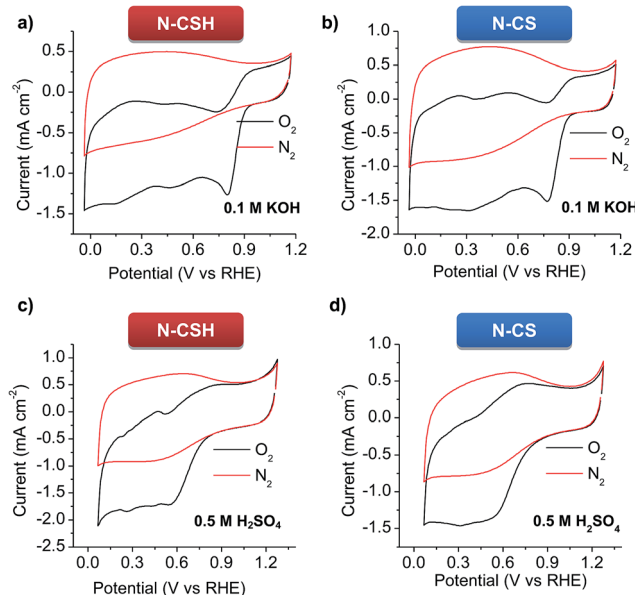 a)
N-CSH
Current (mA cm⁻²)
0.5
0.0
-0.5
-1.0
-1.5
O₂
N₂
0.1 M KOH
0.0 0.3 0.6 0.9 1.2
Potential (V vs RHE)
b)
N-CS
Current (mA cm⁻²)
1.0
0.5
0.0
-0.5
-1.0
-1.5
-2.0
O₂
N₂
0.1 M KOH
0.0 0.3 0.6 0.9 1.2
Potential (V vs RHE)
c)
N-CSH
Current (mA cm⁻²)
1.0
0.5
0.0
-0.5
-1.0
-1.5
-2.0
-2.5
O₂
N₂
0.5 M H₂SO₄
0.0 0.3 0.6 0.9 1.2
Potential (V vs RHE)
d)
N-CS
Current (mA cm⁻²)
1.0
0.5
0.0
-0.5
-1.0
-1.5
O₂
N₂
0.5 M H₂SO₄
0.0 0.3 0.6 0.9 1.2
Potential (V vs RHE)